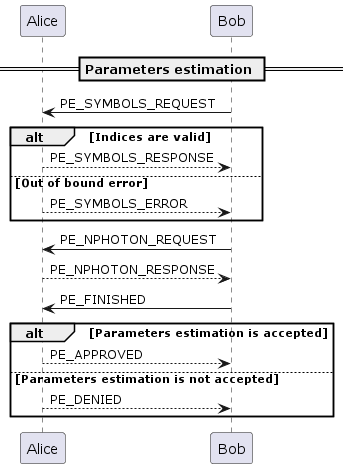 Alice Bob
Parameters estimation
PE_SYMBOLS_REQUEST
alt [Indices are valid]
PE_SYMBOLS_RESPONSE
[Out of bound error]
PE_SYMBOLS_ERROR
PE_NPHOTON_REQUEST
PE_NPHOTON_RESPONSE
PE_FINISHED
alt [Parameters estimation is accepted]
PE_APPROVED
[Parameters estimation is not accepted]
PE_DENIED
Alice Bob